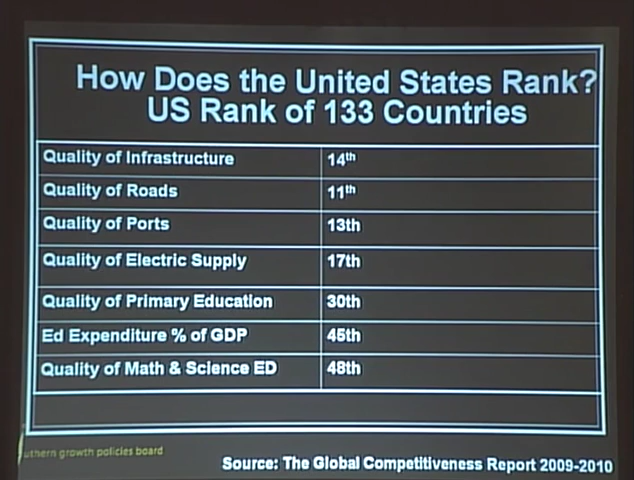 How Does the United States Rank?
US Rank of 133 Countries
Quality of Infrastructure 14th
Quality of Roads 11th
Quality of Ports 13th
Quality of Electric Supply 17th
Quality of Primary Education 30th
Ed Expenditure % of GDP 45th
Quality of Math & Science ED 48th
growth policies board
Source: The Global Competitiveness Report 2009-2010